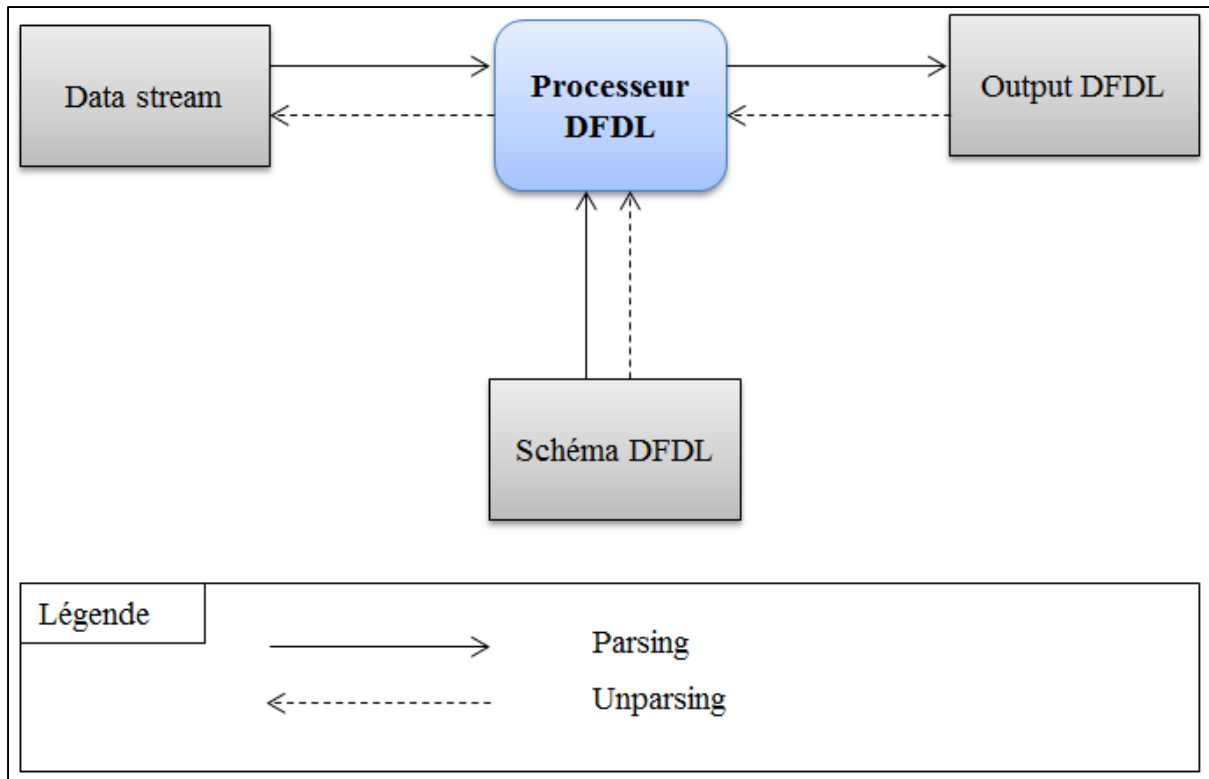 Data stream
Processeur
DFDL
Output DFDL
Schéma DFDL
Légende
Parsing
Unparsing